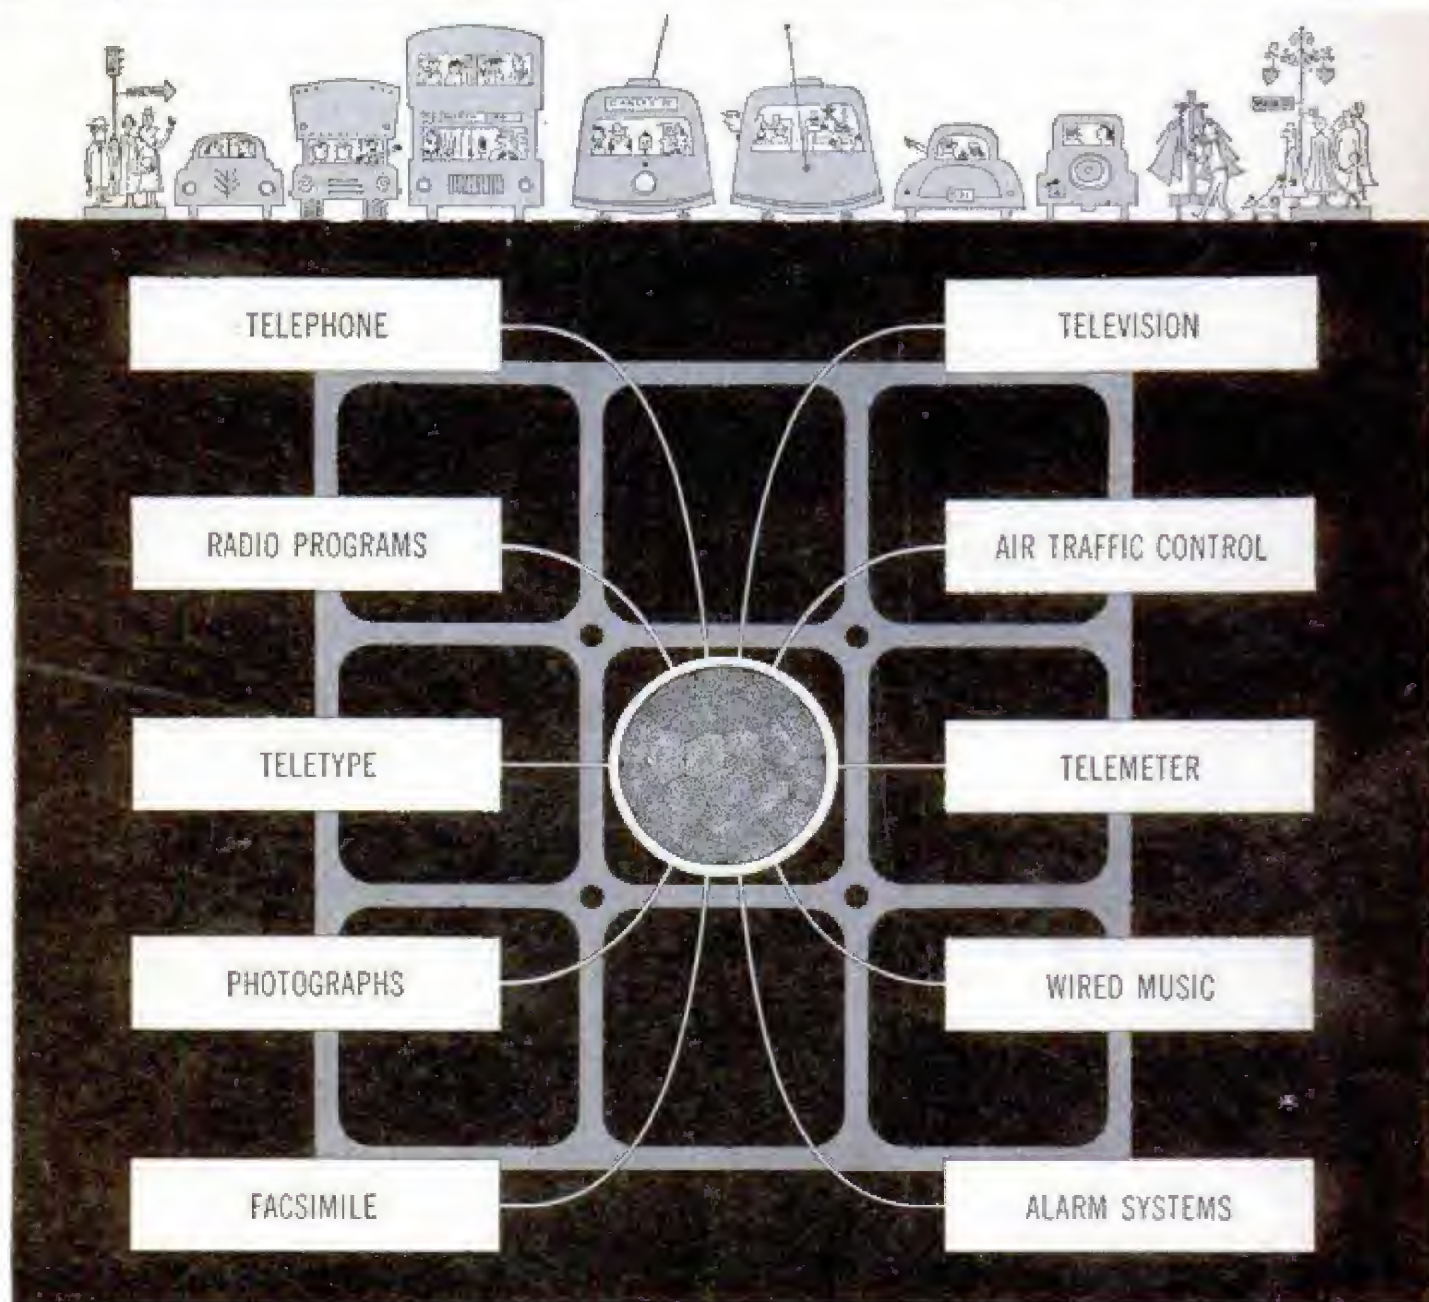 TELEPHONE
TELEVISION
RADIO PROGRAMS
AIR TRAFFIC CONTROL
TELETYPE
TELEMETER
PHOTOGRAPHS
WIRED MUSIC
FACSIMILE
ALARM SYSTEMS